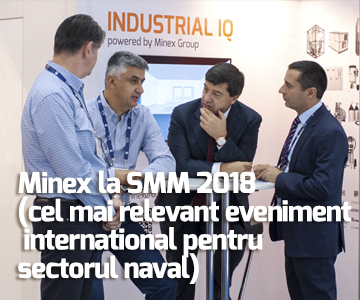 INDUSTRIAL IQ
powered by Minex Group
Minex la SMM 2018
(cel mai relevant eveniment
international pentru
sectorul naval)